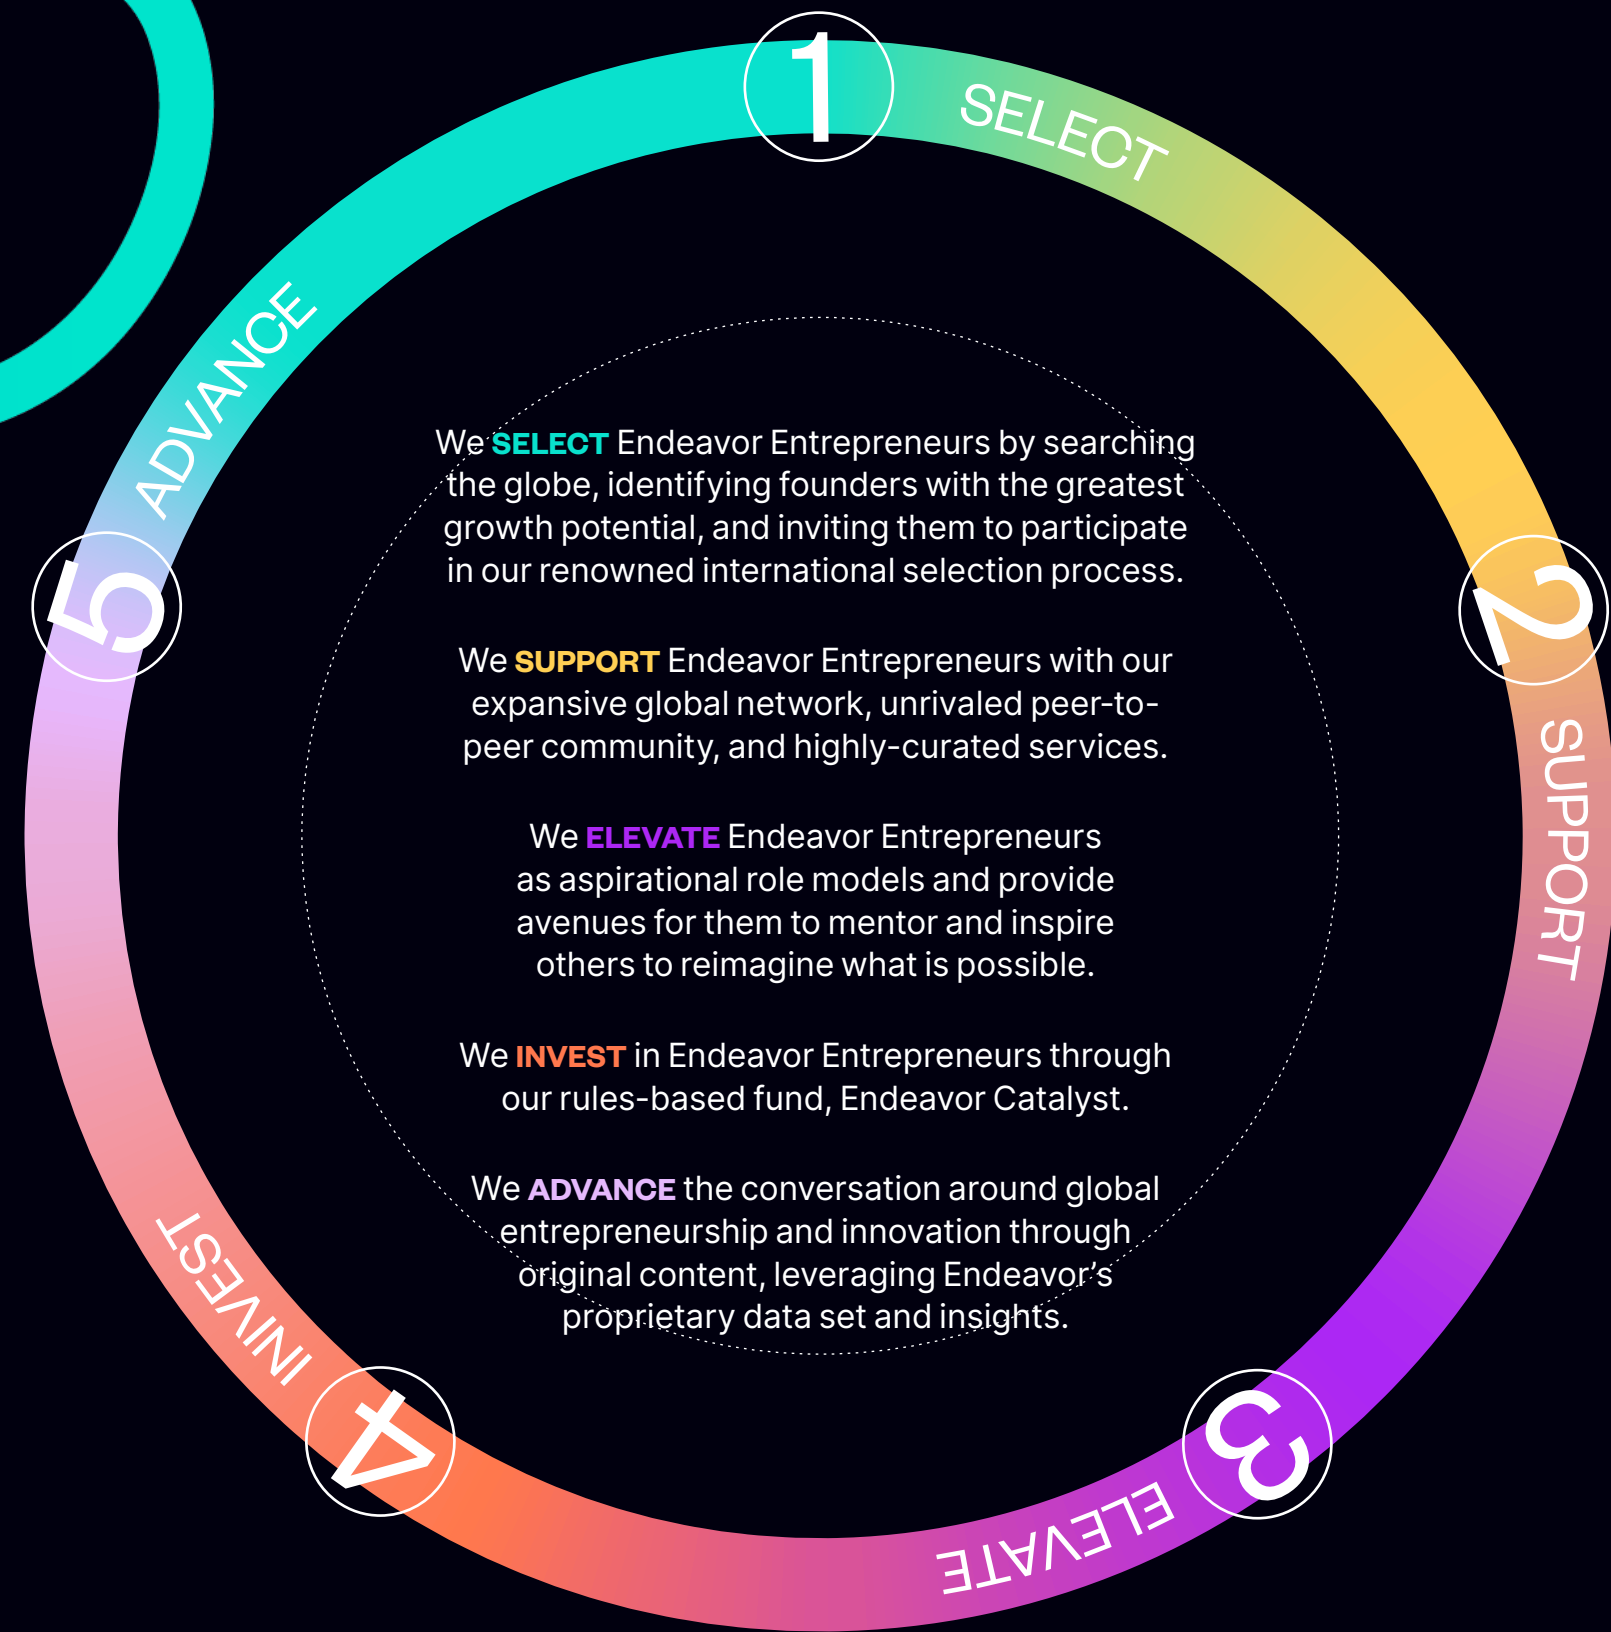 1
SELECT
2
SUPPORT
3
ELEVATE
4
INVEST
5
ADVANCE
We SELECT Endeavor Entrepreneurs by searching
the globe, identifying founders with the greatest
growth potential, and inviting them to participate
in our renowned international selection process.
We SUPPORT Endeavor Entrepreneurs with our
expansive global network, unrivaled peer-to-
peer community, and highly-curated services.
We ELEVATE Endeavor Entrepreneurs
as aspirational role models and provide
avenues for them to mentor and inspire
others to reimagine what is possible.
We INVEST in Endeavor Entrepreneurs through
our rules-based fund, Endeavor Catalyst.
We ADVANCE the conversation around global
entrepreneurship and innovation through
original content, leveraging Endeavor’s
proprietary data set and insights.